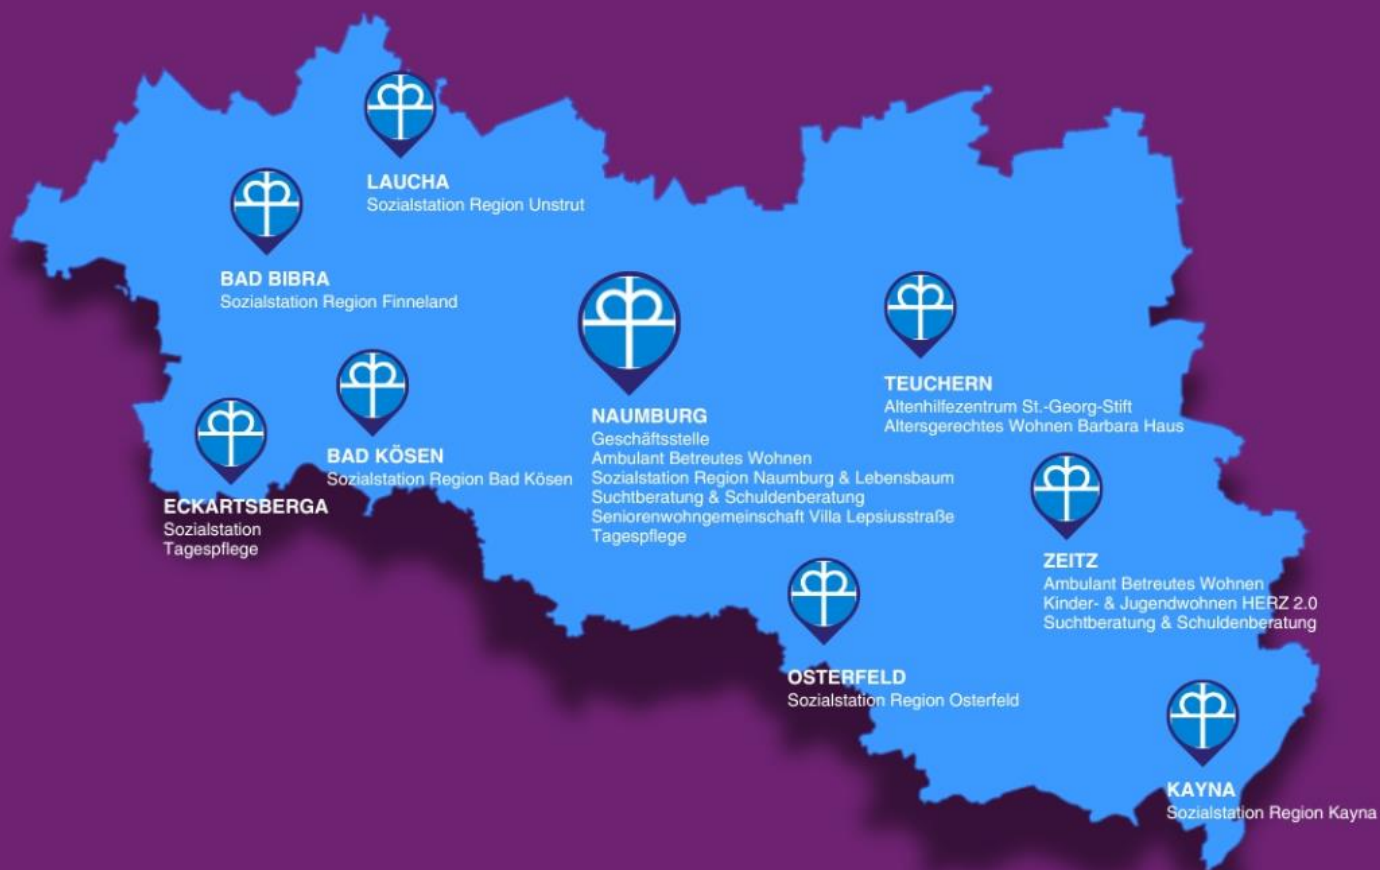 LAUCHA
Sozialstation Region Unstrut
BAD BIBRA
Sozialstation Region Finneland
NAUMBURG
Geschäftsstelle
Ambulant Betreutes Wohnen
Sozialstation Region Naumburg & Lebensbaum
Suchtberatung & Schuldenberatung
Seniorenwohngemeinschaft Villa Lepsiusstraße
Tagespflege
TEUCHERN
Altenhilfezentrum St.-Georg-Stift
Altersgerechtes Wohnen Barbara Haus
BAD KÖSEN
Sozialstation Region Bad Kösen
ECKARTSBERGA
Sozialstation
Tagespflege
ZEITZ
Ambulant Betreutes Wohnen
Kinder- & Jugendwohnen HERZ 2.0
Suchtberatung & Schuldenberatung
OSTERFELD
Sozialstation Region Osterfeld
KAYNA
Sozialstation Region Kayna